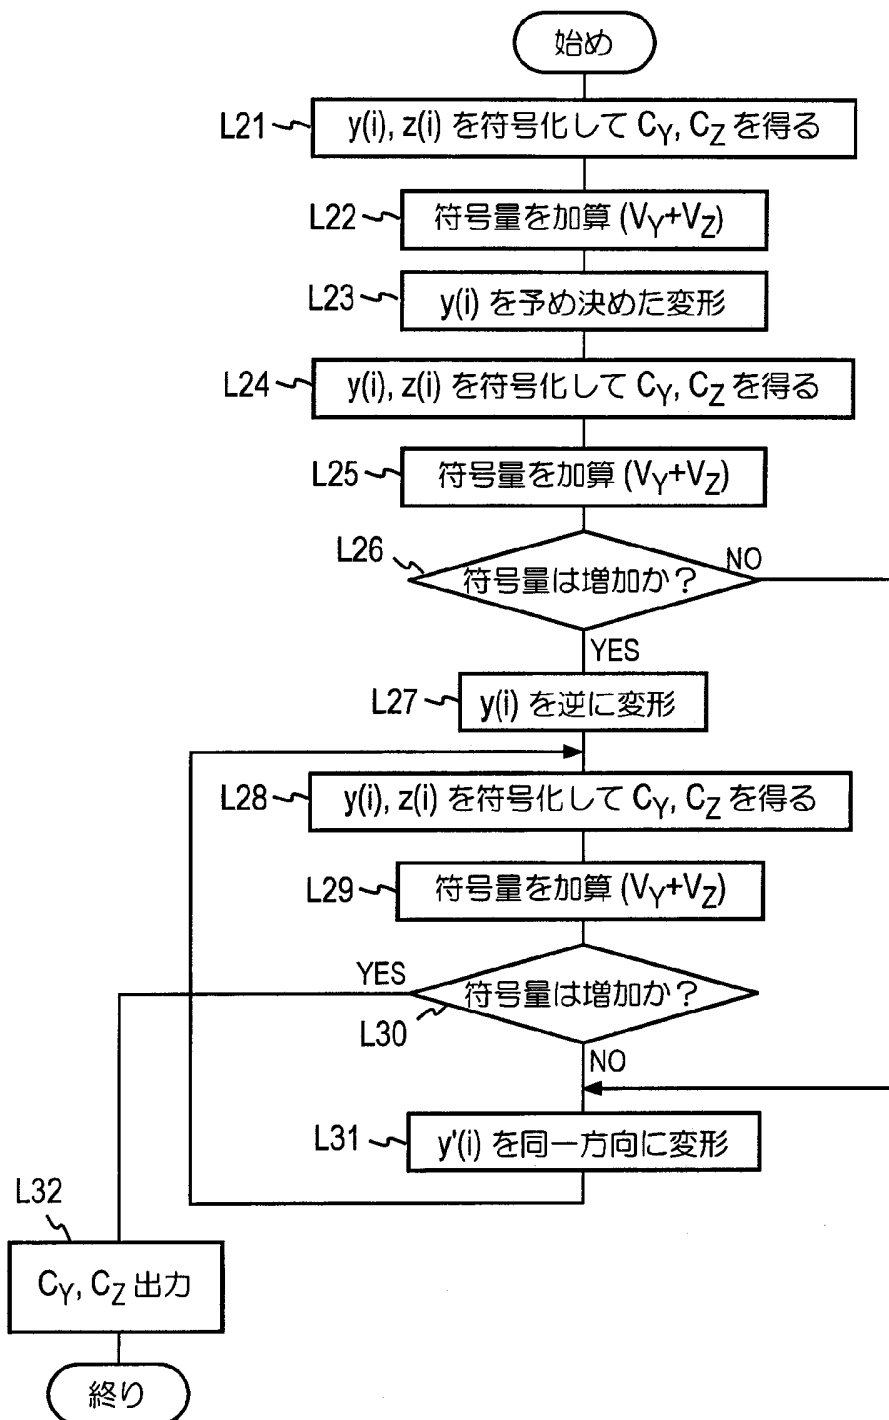 始め
L21
y(i), z(i) を符号化して CY, CZ を得る
L22
符号量を加算 (VY+VZ)
L23
y(i) を予め決めた変形
L24
y(i), z(i) を符号化して CY, CZ を得る
L25
符号量を加算 (VY+VZ)
L26
符号量は増加か？
NO
YES
L27
y(i) を逆に変形
L28
y(i), z(i) を符号化して CY, CZ を得る
L29
符号量を加算 (VY+VZ)
YES
符号量は増加か？
L30
NO
L31
y'(i) を同一方向に変形
L32
CY, CZ 出力
終り